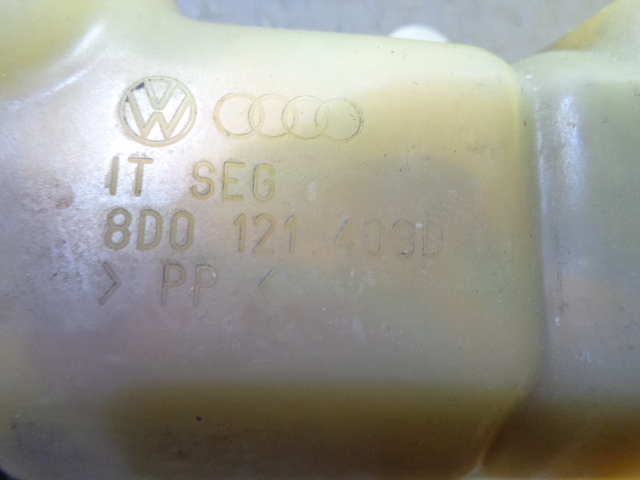 IT SEG
8D0 121 403D
> PP <